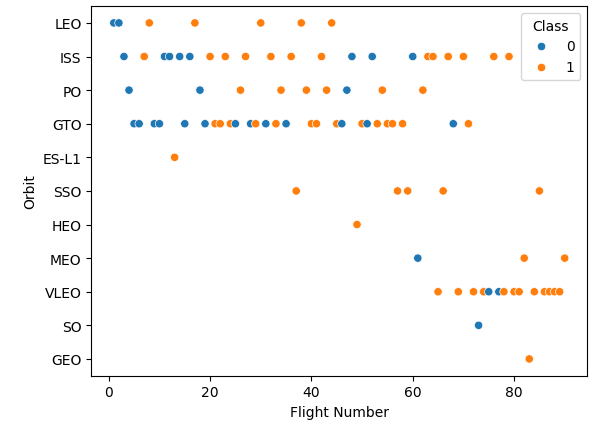 LEO
ISS
PO
GTO
ES-L1
SSO
HEO
MEO
VLEO
SO
GEO
Orbit
Class
0
1
0 20 40 60 80
Flight Number